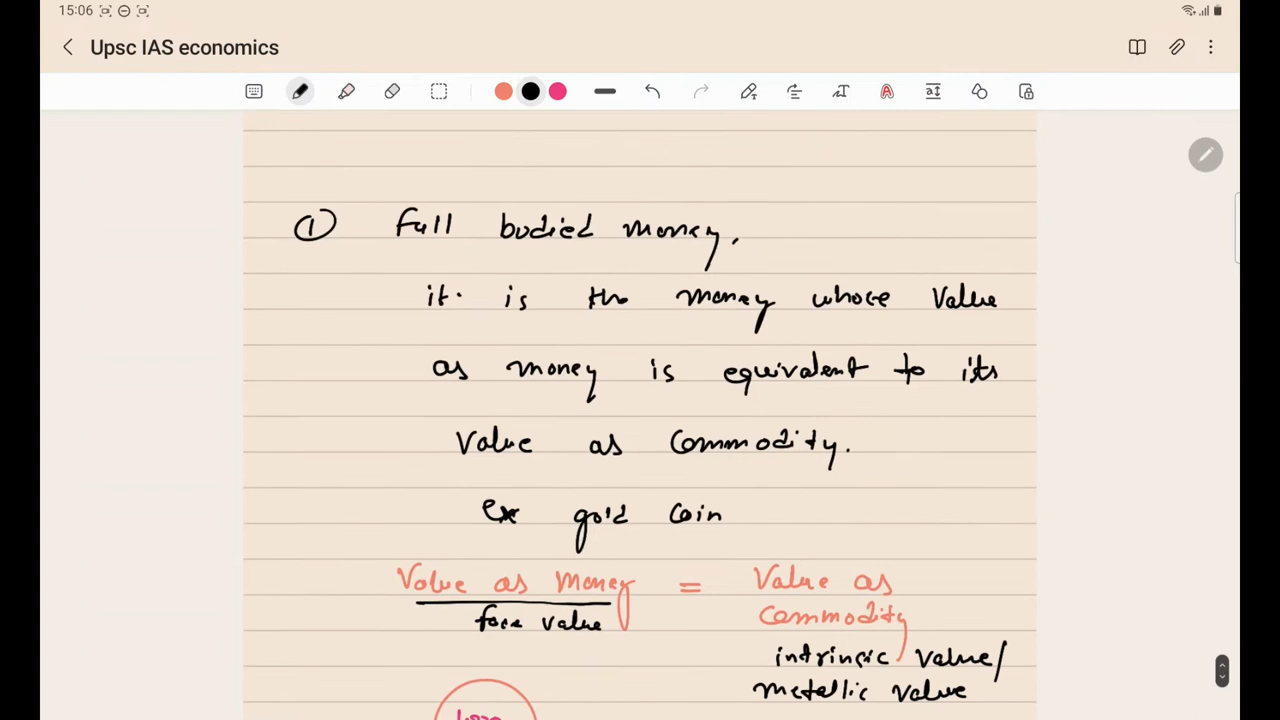 15:06
Upsc IAS economics
① Full bodied money.
it. is the money whose Value
as money is equivalent to its
Value as Commodity.
ex gold Coin
Value as Money = Value as
Commodity
face value
intrinsic Value/
metallic value